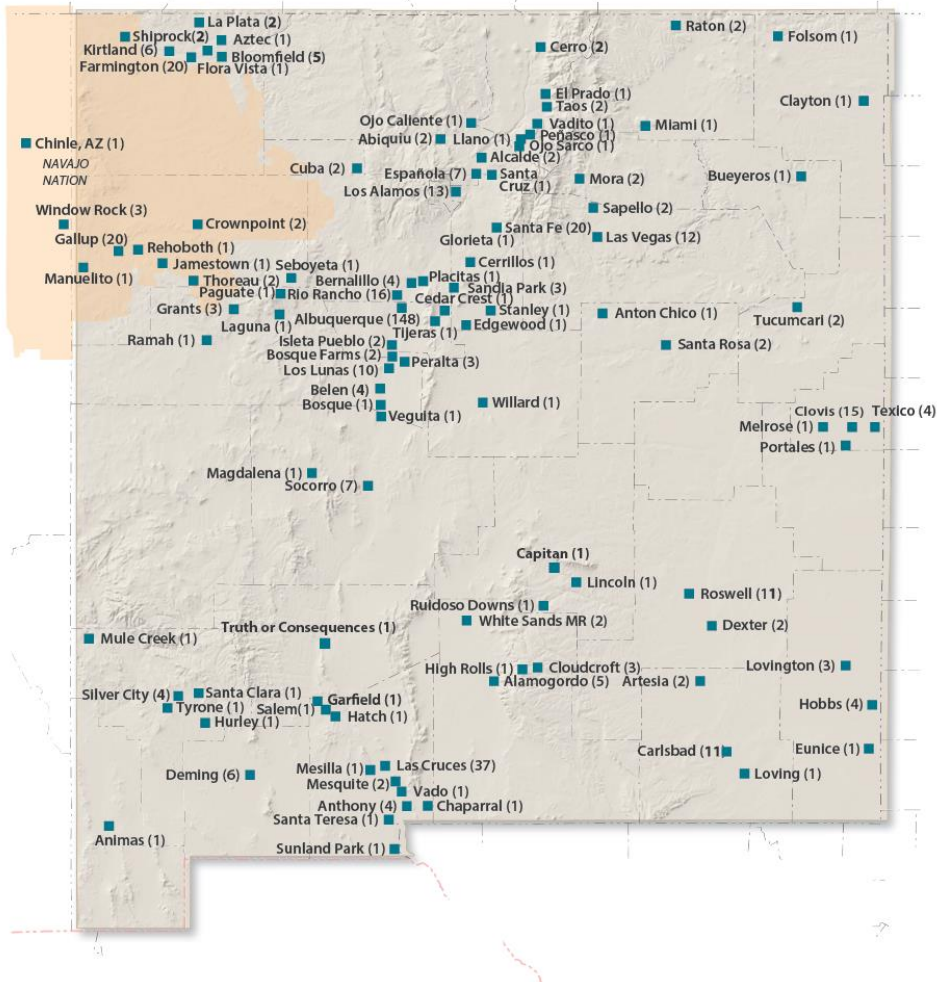 La Plata (2)
Raton (2)
Shiprock(2)
Aztec (1)
Folsom (1)
Kirtland (6)
Cerro (2)
Bloomfield (5)
Farmington (20)
Flora Vista (1)
El Prado (1)
Clayton (1)
Taos (2)
Ojo Caliente (1)
Vadito (1)
Miami (1)
Peñasco (1)
Abiquiu (2)
Llano (1)
Chinle, AZ (1)
Ojo Sarco (1)
Alcalde (2)
NAVAJO
NATION
Cuba (2)
Española (7)
Santa
Cruz (1)
Mora (2)
Bueyeros (1)
Los Alamos (13)
Window Rock (3)
Sapello (2)
Crownpoint (2)
Santa Fe (20)
Gallup (20)
Rehoboth (1)
Glorieta (1)
Las Vegas (12)
Jamestown (1)
Seboyeta (1)
Cerrillos (1)
Manuelito (1)
Thoreau (2)
Bernalillo (4)
Placitas (1)
Sandia Park (3)
Paguate (1)
Rio Rancho (16)
Cedar Crest (1)
Grants (3)
Stanley (1)
Anton Chico (1)
Tucumcari (2)
Laguna (1)
Albuquerque (148)
Edgewood (1)
Tijeras (1)
Ramah (1)
Isleta Pueblo (2)
Santa Rosa (2)
Bosque Farms (2)
Peralta (3)
Los Lunas (10)
Belen (4)
Bosque (1)
Willard (1)
Veguita (1)
Clovis (15)
Texico (4)
Melrose (1)
Portales (1)
Magdalena (1)
Socorro (7)
Capitan (1)
Lincoln (1)
Roswell (11)
Ruidoso Downs (1)
White Sands MR (2)
Dexter (2)
Truth or Consequences (1)
Mule Creek (1)
High Rolls (1)
Cloudcroft (3)
Lovington (3)
Alamogordo (5)
Artesia (2)
Silver City (4)
Santa Clara (1)
Garfield (1)
Tyrone (1)
Salem(1)
Hobbs (4)
Hurley (1)
Hatch (1)
Carlsbad (11)
Eunice (1)
Mesilla (1)
Las Cruces (37)
Deming (6)
Loving (1)
Mesquite (2)
Vado (1)
Anthony (4)
Chaparral (1)
Santa Teresa (1)
Animas (1)
Sunland Park (1)